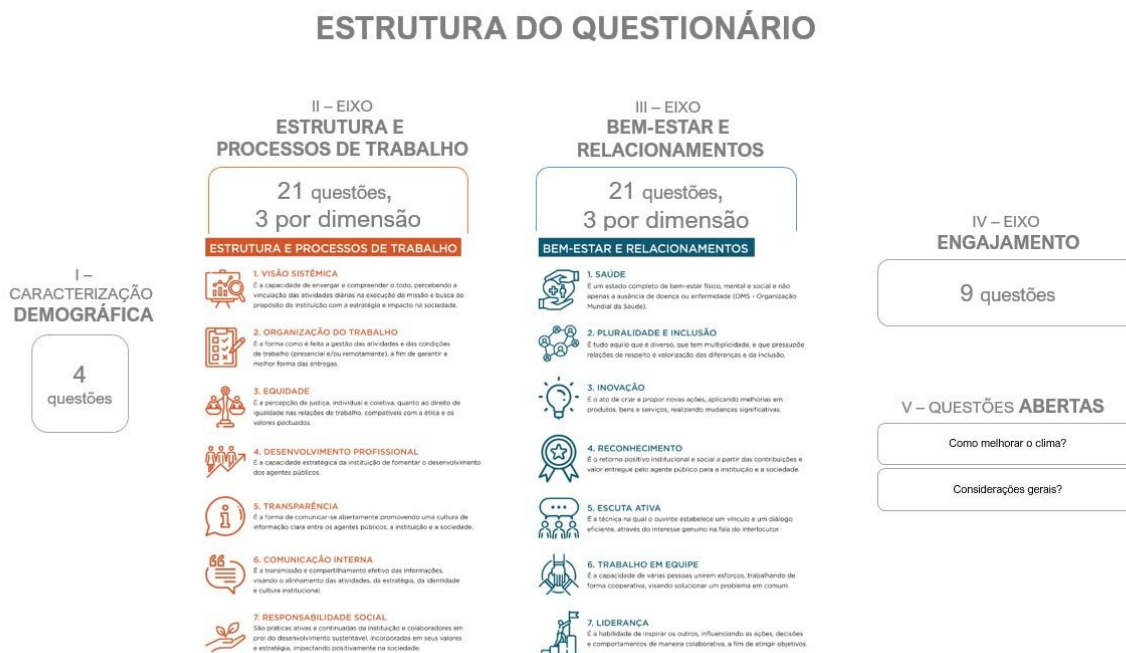 ESTRUTURA DO QUESTIONÁRIO
I –
CARACTERIZAÇÃO
DEMOGRÁFICA
4
questões
II – EIXO
ESTRUTURA E
PROCESSOS DE TRABALHO
21 questões,
3 por dimensão
ESTRUTURA E PROCESSOS DE TRABALHO
1. VISÃO SISTÊMICA
É a capacidade de enxergar e compreender o todo, percebendo a
vinculação das atividades diárias na execução da missão e busca do
propósito da instituição com a estratégia e impacto na sociedade.
2. ORGANIZAÇÃO DO TRABALHO
É a forma como é feita a gestão das atividades e das condições
de trabalho (presencial e/ou remotamente), a fim de garantir a
melhor forma das entregas.
3. EQUIDADE
É a percepção de justiça, individual e coletiva, quanto ao direito de
igualdade nas relações de trabalho, compatíveis com a ética e os
valores pactuados.
4. DESENVOLVIMENTO PROFISSIONAL
É a capacidade estratégica da instituição de fomentar o desenvolvimento
dos agentes públicos.
5. TRANSPARÊNCIA
É a forma de comunicar-se abertamente promovendo uma cultura de
informação clara entre os agentes públicos, a instituição e a sociedade.
6. COMUNICAÇÃO INTERNA
É a transmissão e compartilhamento efetivo das informações,
visando o alinhamento das atividades, da estratégia, da identidade
e cultura institucional.
7. RESPONSABILIDADE SOCIAL
São práticas ativas e continuadas da instituição e colaboradores em
prol do desenvolvimento sustentável, incorporadas em seus valores
e estratégia, impactando positivamente na sociedade.
III – EIXO
BEM-ESTAR E
RELACIONAMENTOS
21 questões,
3 por dimensão
BEM-ESTAR E RELACIONAMENTOS
1. SAÚDE
É um estado completo de bem-estar físico, mental e social e não
apenas a ausência de doença ou enfermidade (OMS - Organização
Mundial da Saúde).
2. PLURALIDADE E INCLUSÃO
É tudo aquilo que é diverso, que tem multiplicidade, e que pressupõe
relações de respeito e valorização das diferenças e da inclusão.
3. INOVAÇÃO
É o ato de criar e propor novas ações, aplicando melhorias em
produtos, bens e serviços, realizando mudanças significativas.
4. RECONHECIMENTO
É o retorno positivo institucional e social a partir das contribuições e
valor entregue pelo agente público para a instituição e a sociedade.
5. ESCUTA ATIVA
É a técnica na qual o ouvinte estabelece um vínculo e um diálogo
eficiente, através do interesse genuíno na fala do interlocutor.
6. TRABALHO EM EQUIPE
É a capacidade de várias pessoas unirem esforços, trabalhando de
forma cooperativa, visando solucionar um problema em comum.
7. LIDERANÇA
É a habilidade de inspirar os outros, influenciando as ações, decisões
e comportamentos de maneira colaborativa, a fim de atingir objetivos.
IV – EIXO
ENGAJAMENTO
9 questões
V – QUESTÕES ABERTAS
Como melhorar o clima?
Considerações gerais?